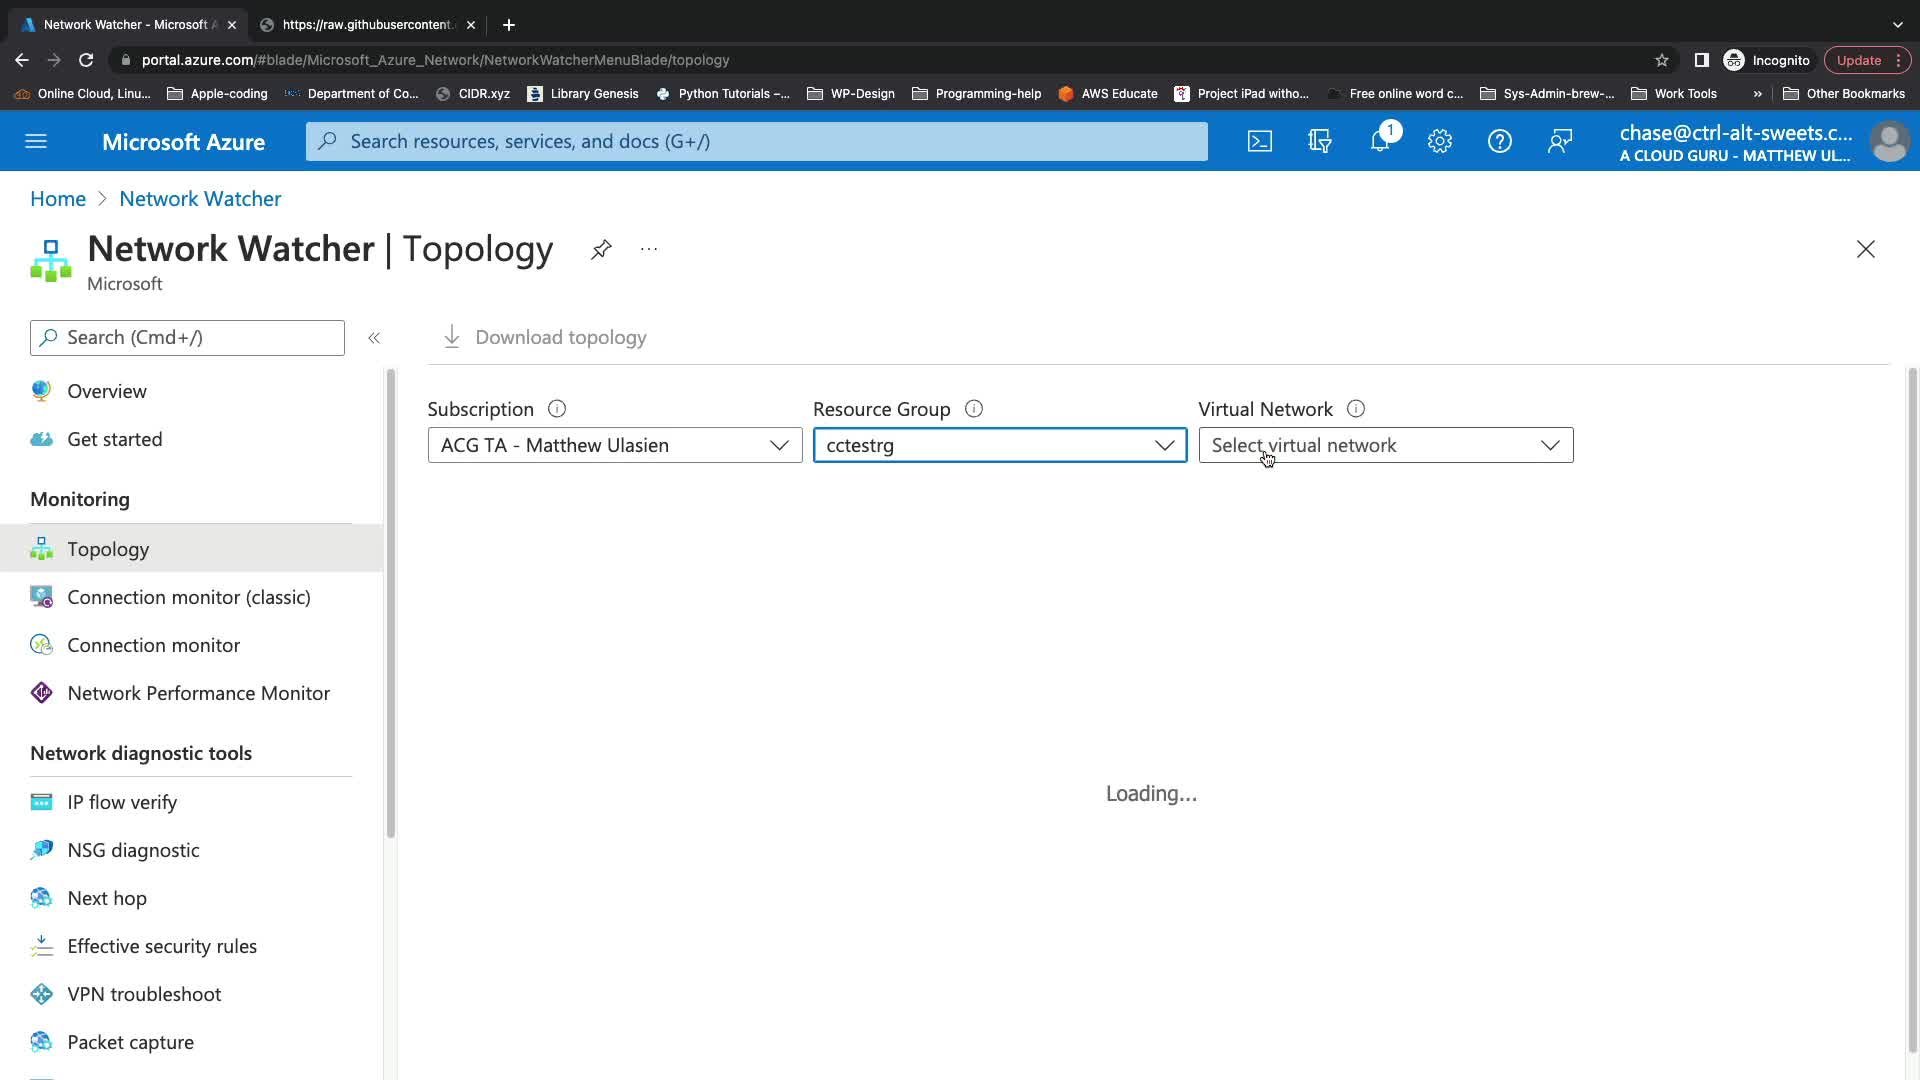 Network Watcher - Microsoft A
https://raw.githubusercontent.
portal.azure.com/#blade/Microsoft_Azure_Network/NetworkWatcherMenuBlade/topology
Incognito
Update
Online Cloud, Linu...
Apple-coding
Department of Co...
CIDR.xyz
Library Genesis
Python Tutorials –...
WP-Design
Programming-help
AWS Educate
Project iPad witho...
Free online word c...
Sys-Admin-brew-...
Work Tools
»
Other Bookmarks
Microsoft Azure
Search resources, services, and docs (G+/)
1
chase@ctrl-alt-sweets.c...
A CLOUD GURU - MATTHEW UL...
Home > Network Watcher
Network Watcher | Topology
...
Microsoft
Search (Cmd+/)
«
Download topology
Overview
Get started
Subscription
Resource Group
Virtual Network
ACG TA - Matthew Ulasien
cctestrg
Select virtual network
Monitoring
Topology
Connection monitor (classic)
Connection monitor
Network Performance Monitor
Network diagnostic tools
IP flow verify
Loading...
NSG diagnostic
Next hop
Effective security rules
VPN troubleshoot
Packet capture